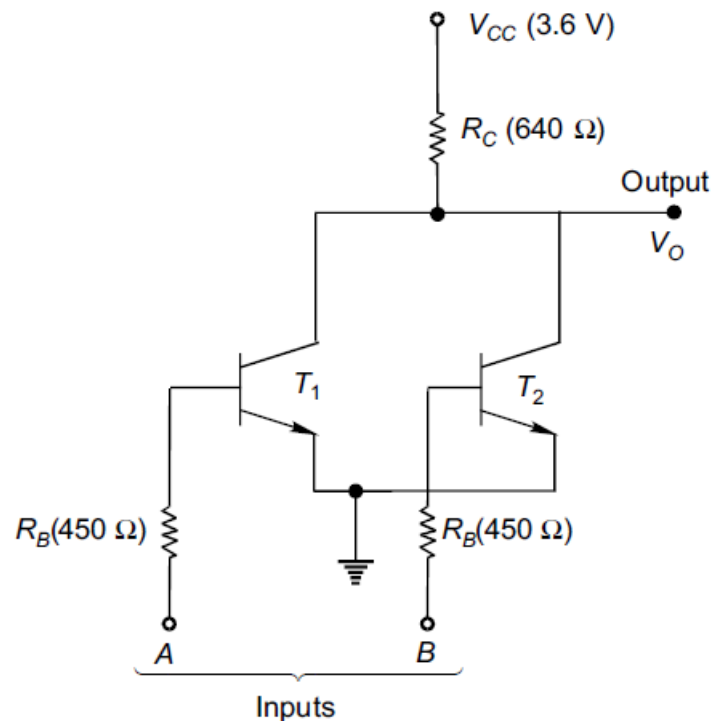 V_CC (3.6 V)
R_C (640 Ω)
Output
V_O
T_1
T_2
R_B(450 Ω)
R_B(450 Ω)
A
B
Inputs